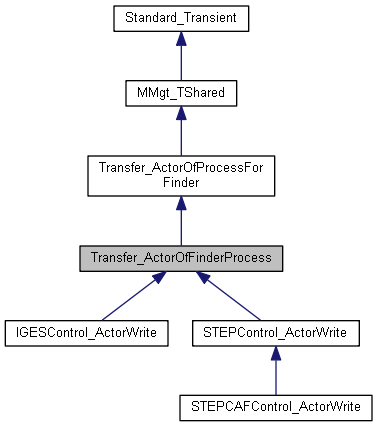 Standard_Transient
MMgt_TShared
Transfer_ActorOfProcessFor
Finder
Transfer_ActorOfFinderProcess
IGESControl_ActorWrite
STEPControl_ActorWrite
STEPCAFControl_ActorWrite